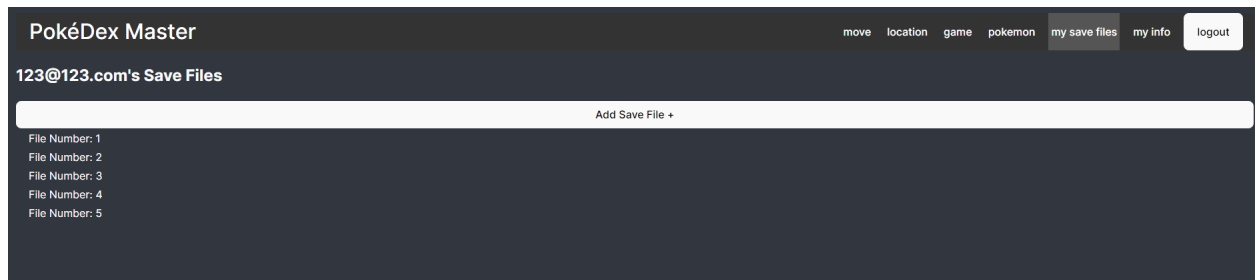 PokéDex Master move location game pokemon my save files my info logout
123@123.com's Save Files
Add Save File +
File Number: 1
File Number: 2
File Number: 3
File Number: 4
File Number: 5